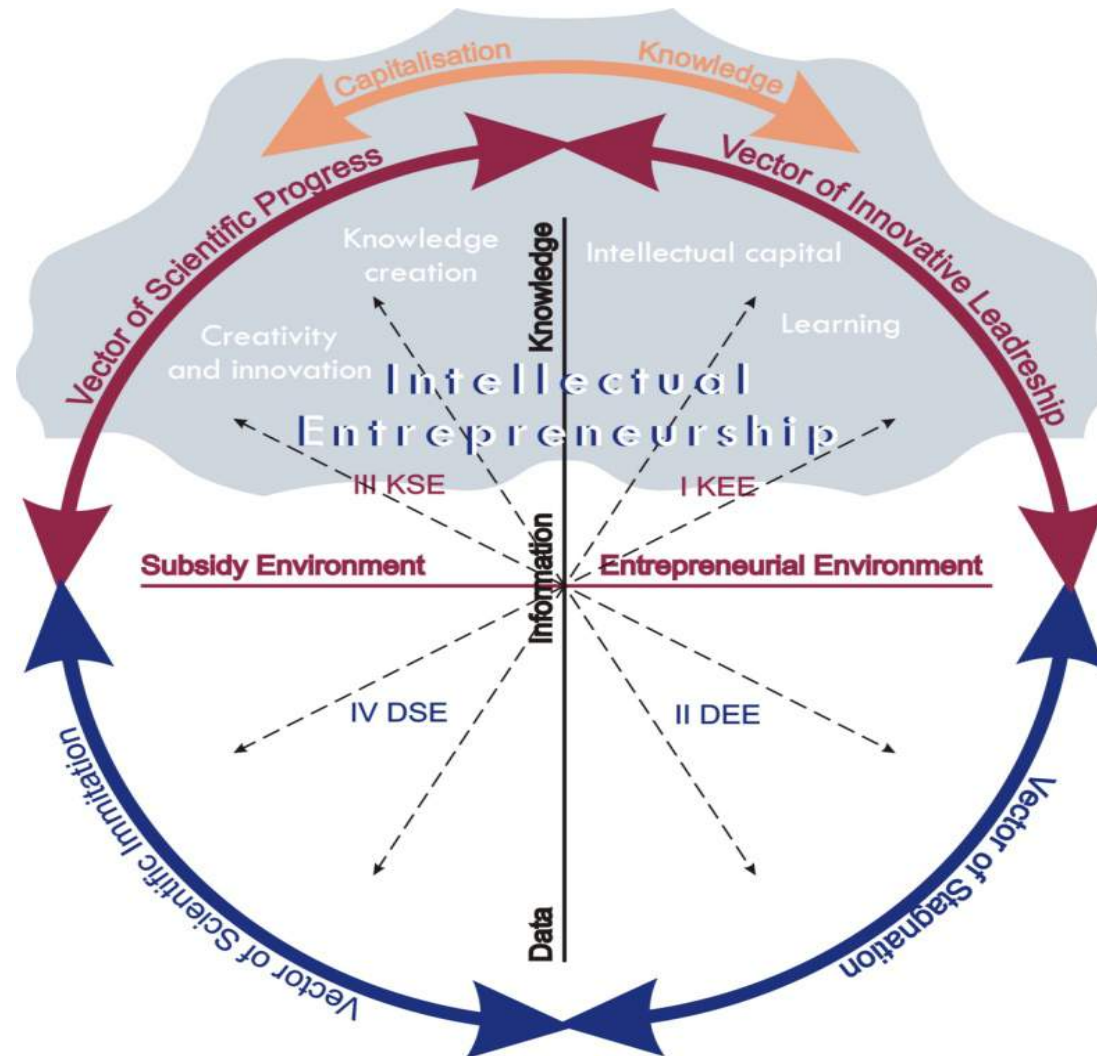 Capitalisation Knowledge
Vector of Scientific Progress
Vector of Innovative Leadreship
Knowledge
creation
Intellectual capital
Creativity
and innovation
Learning
Knowledge
Intellectual
Entrepreneurship
III KSE
I KEE
Information
Subsidy Environment
Entrepreneurial Environment
IV DSE
II DEE
Data
Vector of Scientific Immitation
Vector of Stagnation